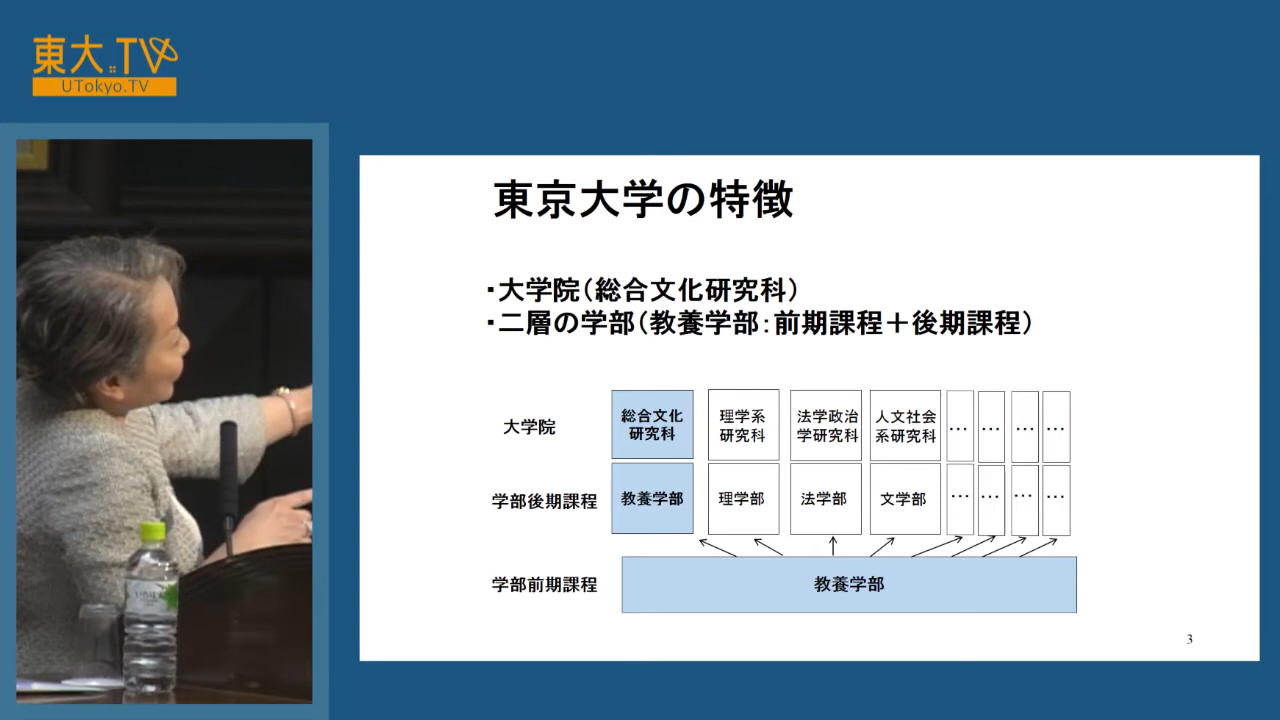 東大.TV
UTokyo.TV
東京大学の特徴
・大学院（総合文化研究科）
・二層の学部（教養学部：前期課程＋後期課程）
大学院
総合文化
研究科
理学系
研究科
法学政治
学研究科
人文社会
系研究科
… … … …
学部後期課程
教養学部
理学部
法学部
文学部
… … … …
学部前期課程
教養学部
3